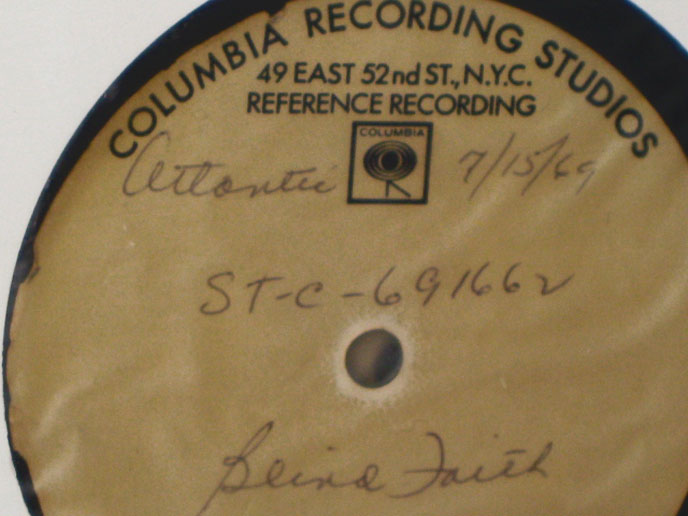 COLUMBIA RECORDING STUDIOS
49 EAST 52nd ST., N.Y.C.
REFERENCE RECORDING
COLUMBIA
Atlantic 7/15/69
ST-C-691662
Blind Faith